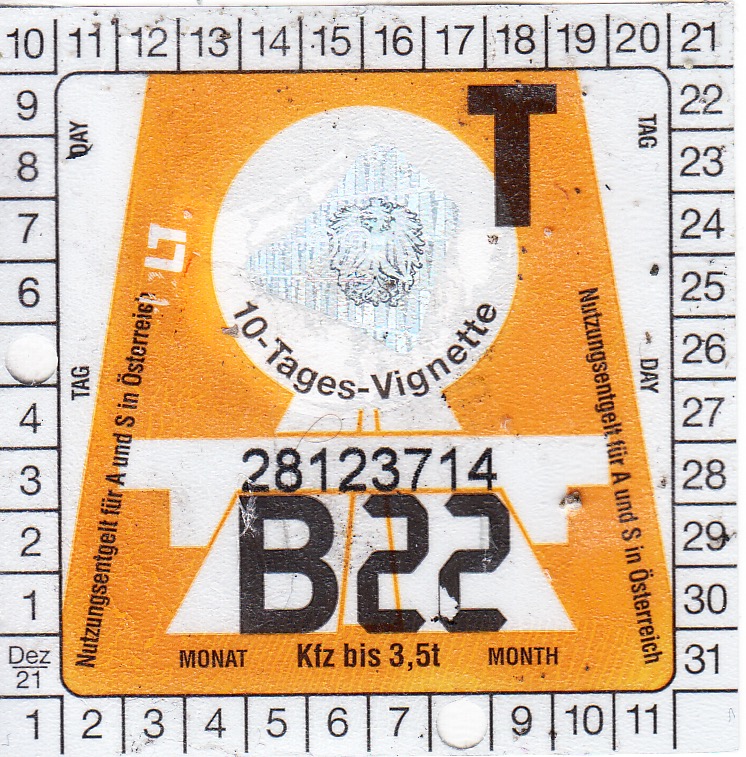 10 11 12 13 14 15 16 17 18 19 20 21
9
8
7
6
4
3
2
1
Dez
21
22
23
24
25
26
27
28
29
30
31
1 2 3 4 5 6 7 9 10 11
DAY
TAG
T
TAG
DAY
10-Tages-Vignette
Nutzungsentgelt für A und S in Österreich
Nutzungsentgelt für A und S in Österreich
28123714
B22
MONAT Kfz bis 3,5t MONTH